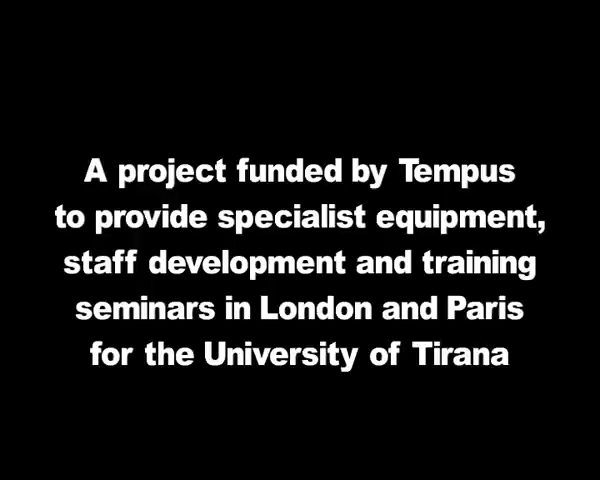 A project funded by Tempus
to provide specialist equipment,
staff development and training
seminars in London and Paris
for the University of Tirana